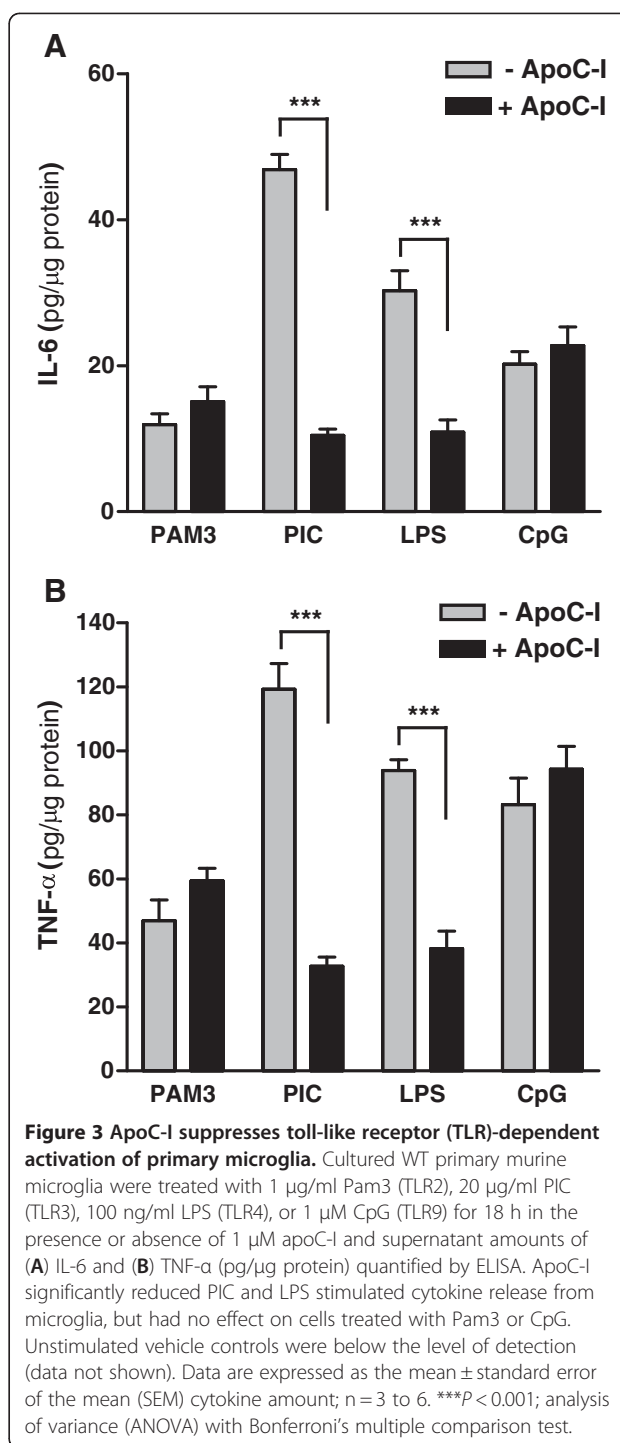 A
60
- ApoC-I
+ ApoC-I
***
***
40
20
0
IL-6 (pg/µg protein)
PAM3 PIC LPS CpG
B
140
- ApoC-I
+ ApoC-I
***
***
120
100
80
60
40
20
0
TNF-α (pg/µg protein)
PAM3 PIC LPS CpG
Figure 3 ApoC-I suppresses toll-like receptor (TLR)-dependent
activation of primary microglia. Cultured WT primary murine
microglia were treated with 1 µg/ml Pam3 (TLR2), 20 µg/ml PIC
(TLR3), 100 ng/ml LPS (TLR4), or 1 µM CpG (TLR9) for 18 h in the
presence or absence of 1 µM apoC-I and supernatant amounts of
(A) IL-6 and (B) TNF-α (pg/µg protein) quantified by ELISA. ApoC-I
significantly reduced PIC and LPS stimulated cytokine release from
microglia, but had no effect on cells treated with Pam3 or CpG.
Unstimulated vehicle controls were below the level of detection
(data not shown). Data are expressed as the mean ± standard error
of the mean (SEM) cytokine amount; n = 3 to 6. ***P < 0.001; analysis
of variance (ANOVA) with Bonferroni's multiple comparison test.